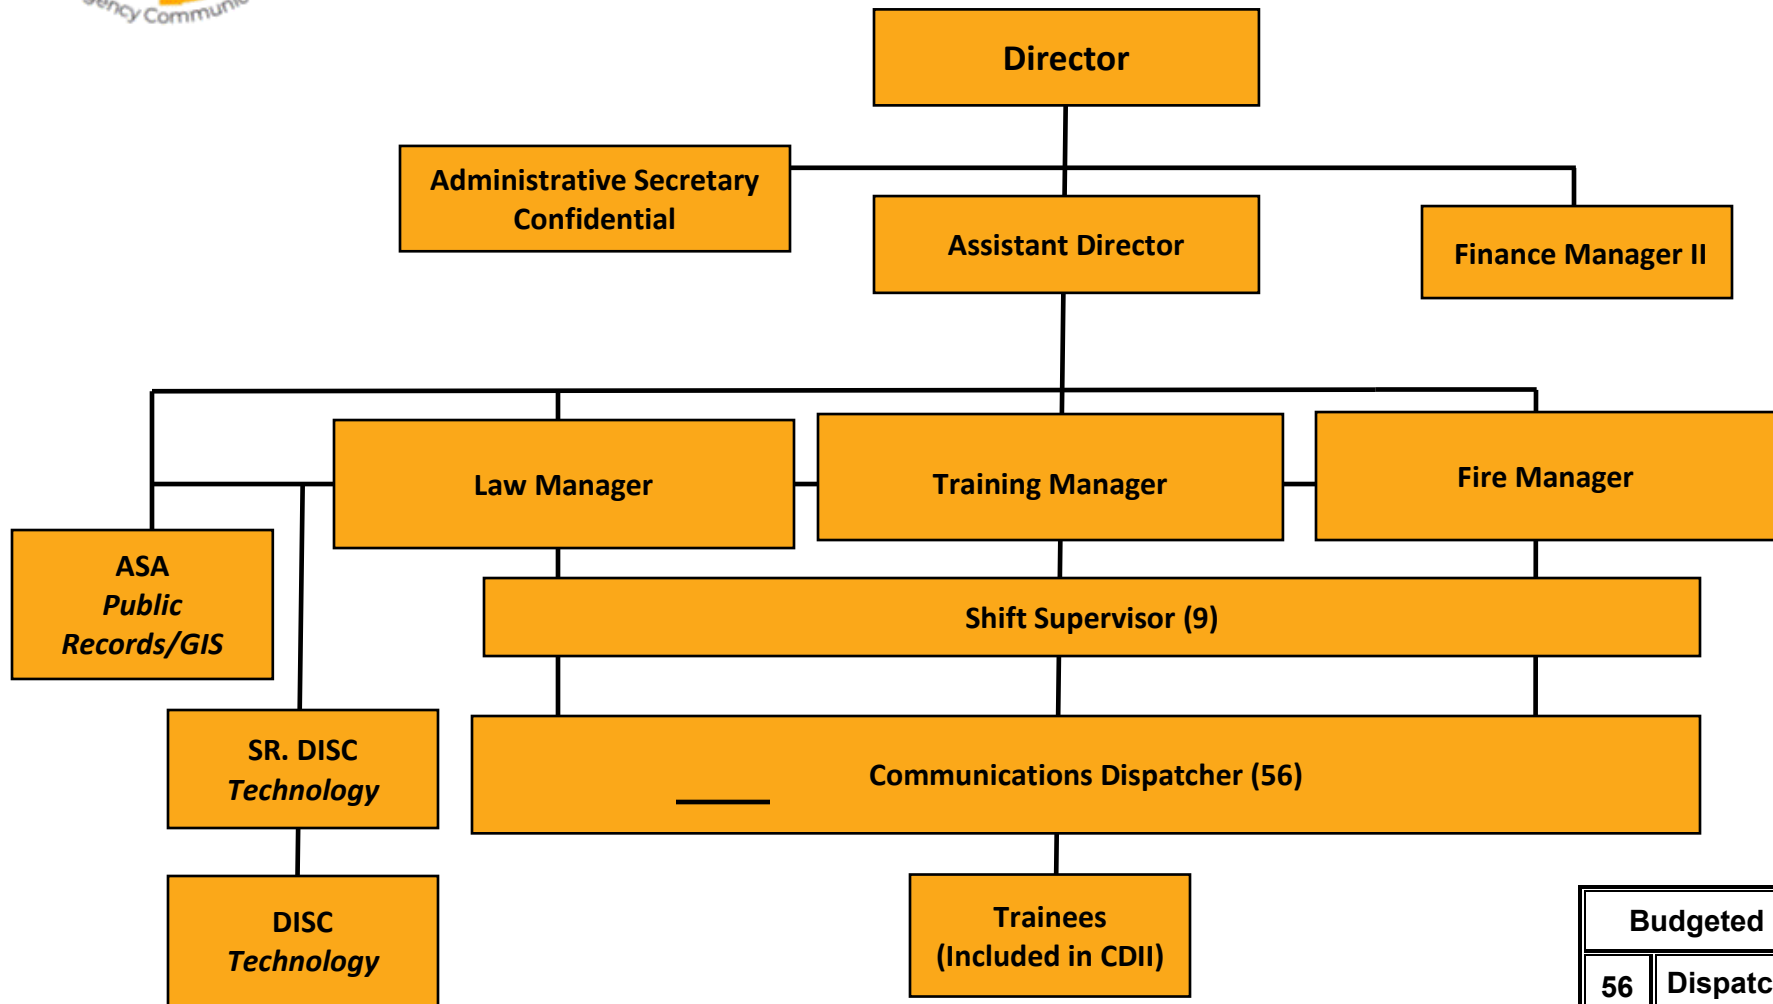 Director
Administrative Secretary
Confidential
Assistant Director
Finance Manager II
Law Manager
Training Manager
Fire Manager
ASA
Public
Records/GIS
Shift Supervisor (9)
SR. DISC
Technology
Communications Dispatcher (56)
DISC
Technology
Trainees
(Included in CDII)
Budgeted
56